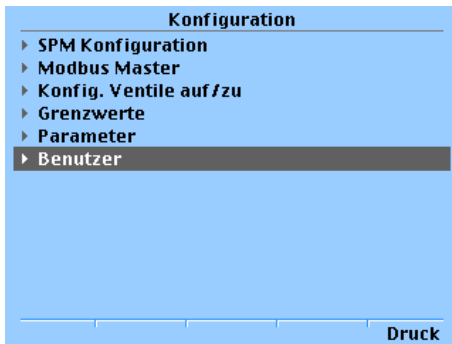 Konfiguration
SPM Konfiguration
Modbus Master
Konfig. Ventile auf/zu
Grenzwerte
Parameter
Benutzer
Druck